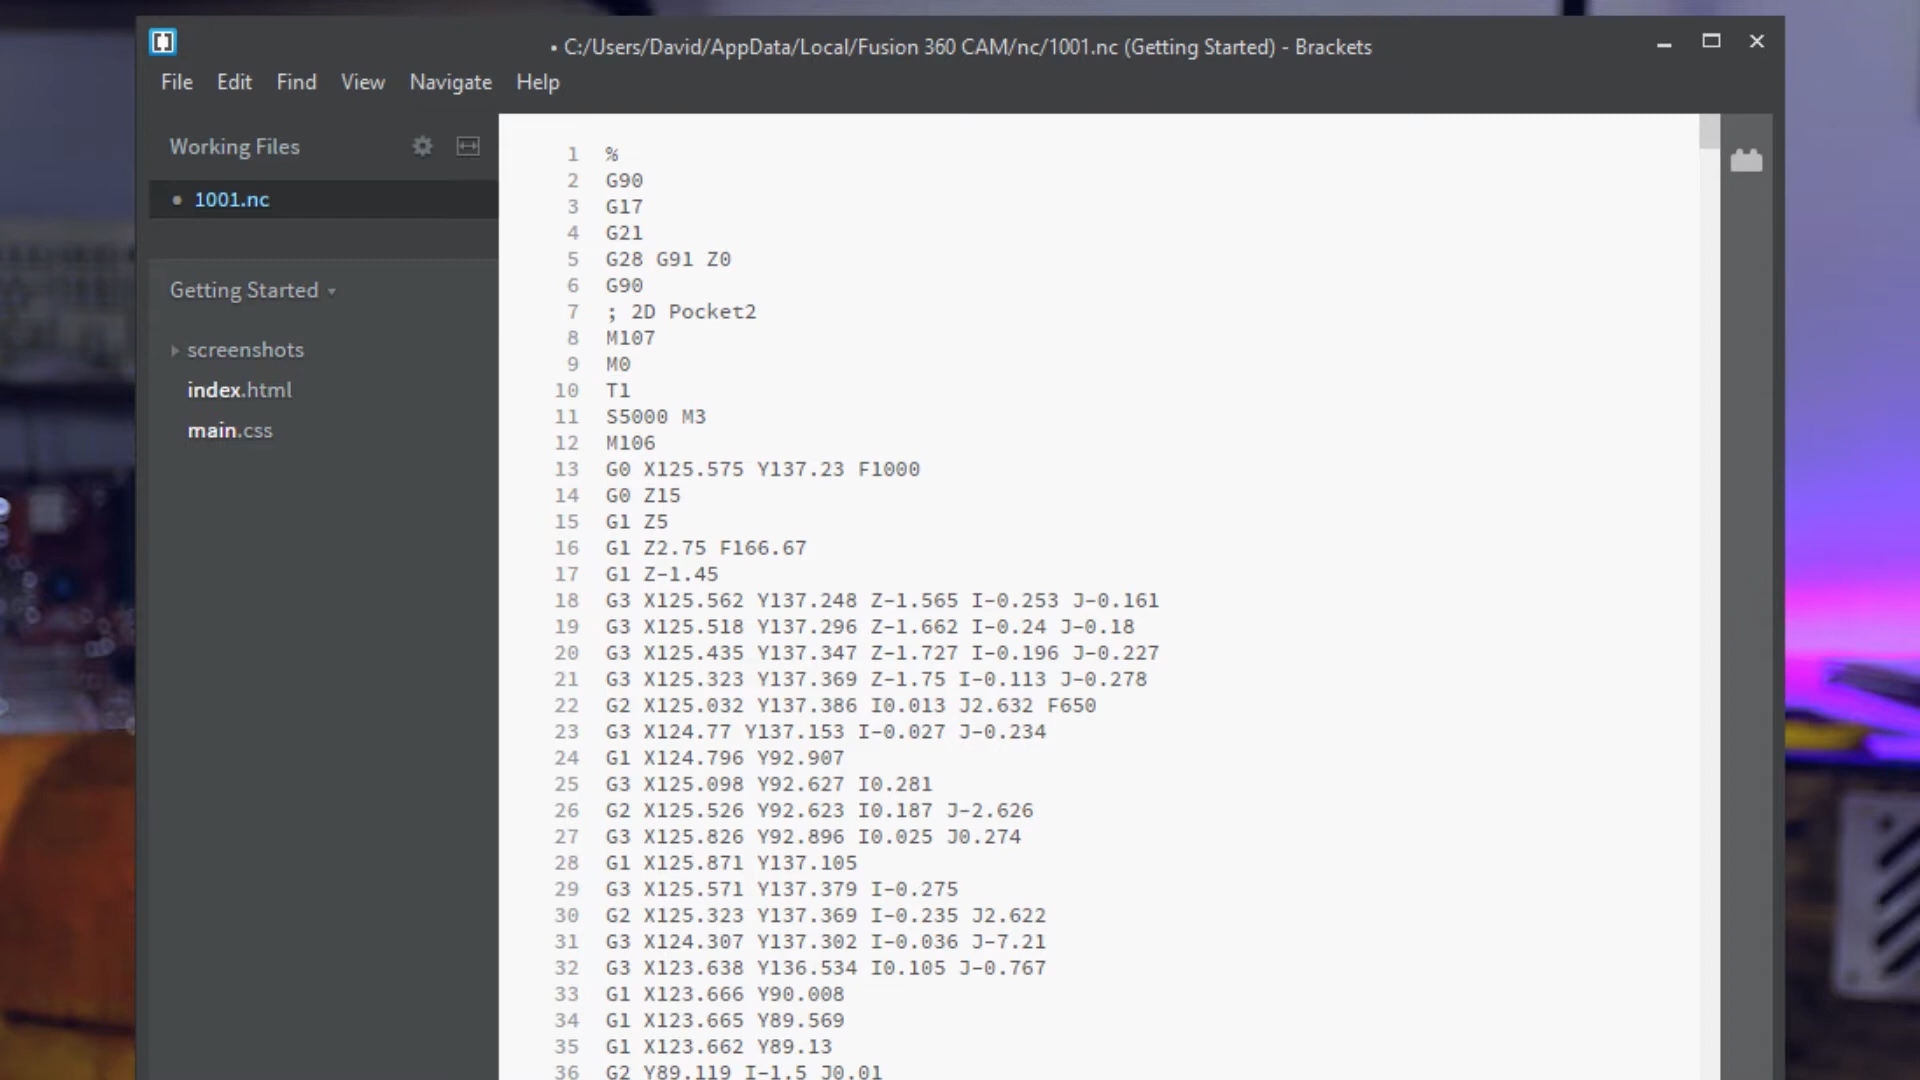 • C:/Users/David/AppData/Local/Fusion 360 CAM/nc/1001.nc (Getting Started) - Brackets
File Edit Find View Navigate Help
Working Files
1001.nc
Getting Started
screenshots
index.html
main.css
1 %
2 G90
3 G17
4 G21
5 G28 G91 Z0
6 G90
7 ; 2D Pocket2
8 M107
9 M0
10 T1
11 S5000 M3
12 M106
13 G0 X125.575 Y137.23 F1000
14 G0 Z15
15 G1 Z5
16 G1 Z2.75 F166.67
17 G1 Z-1.45
18 G3 X125.562 Y137.248 Z-1.565 I-0.253 J-0.161
19 G3 X125.518 Y137.296 Z-1.662 I-0.24 J-0.18
20 G3 X125.435 Y137.347 Z-1.727 I-0.196 J-0.227
21 G3 X125.323 Y137.369 Z-1.75 I-0.113 J-0.278
22 G2 X125.032 Y137.386 I0.013 J2.632 F650
23 G3 X124.77 Y137.153 I-0.027 J-0.234
24 G1 X124.796 Y92.907
25 G3 X125.098 Y92.627 I0.281
26 G2 X125.526 Y92.623 I0.187 J-2.626
27 G3 X125.826 Y92.896 I0.025 J0.274
28 G1 X125.871 Y137.105
29 G3 X125.571 Y137.379 I-0.275
30 G2 X125.323 Y137.369 I-0.235 J2.622
31 G3 X124.307 Y137.302 I-0.036 J-7.21
32 G3 X123.638 Y136.534 I0.105 J-0.767
33 G1 X123.666 Y90.008
34 G1 X123.665 Y89.569
35 G1 X123.662 Y89.13
36 G2 Y89.119 I-1.5 J0.01